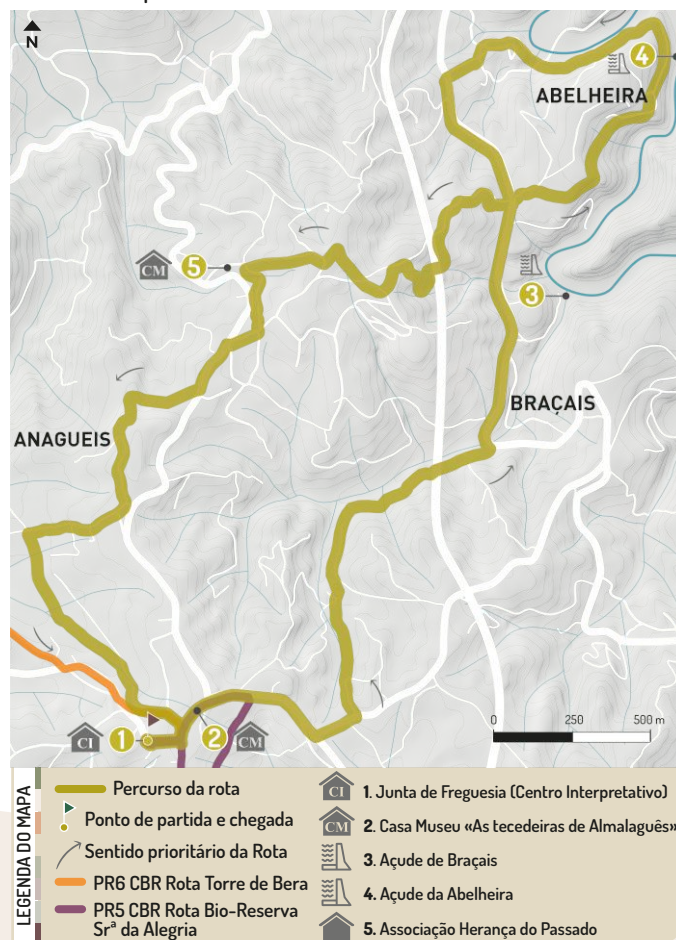 N
4
ABELHEIRA
CM
5
3
BRAÇAIS
ANAGUEIS
0 250 500 m
CI
1
2
CM
LEGENDA DO MAPA
Percurso da rota
Ponto de partida e chegada
Sentido prioritário da Rota
PR6 CBR Rota Torre de Bera
PR5 CBR Rota Bio-Reserva
Srª da Alegria
CI 1. Junta de Freguesia (Centro Interpretativo)
CM 2. Casa Museu «As tecedeiras de Almalaguês»
3. Açude de Braçais
4. Açude da Abelheira
5. Associação Herança do Passado